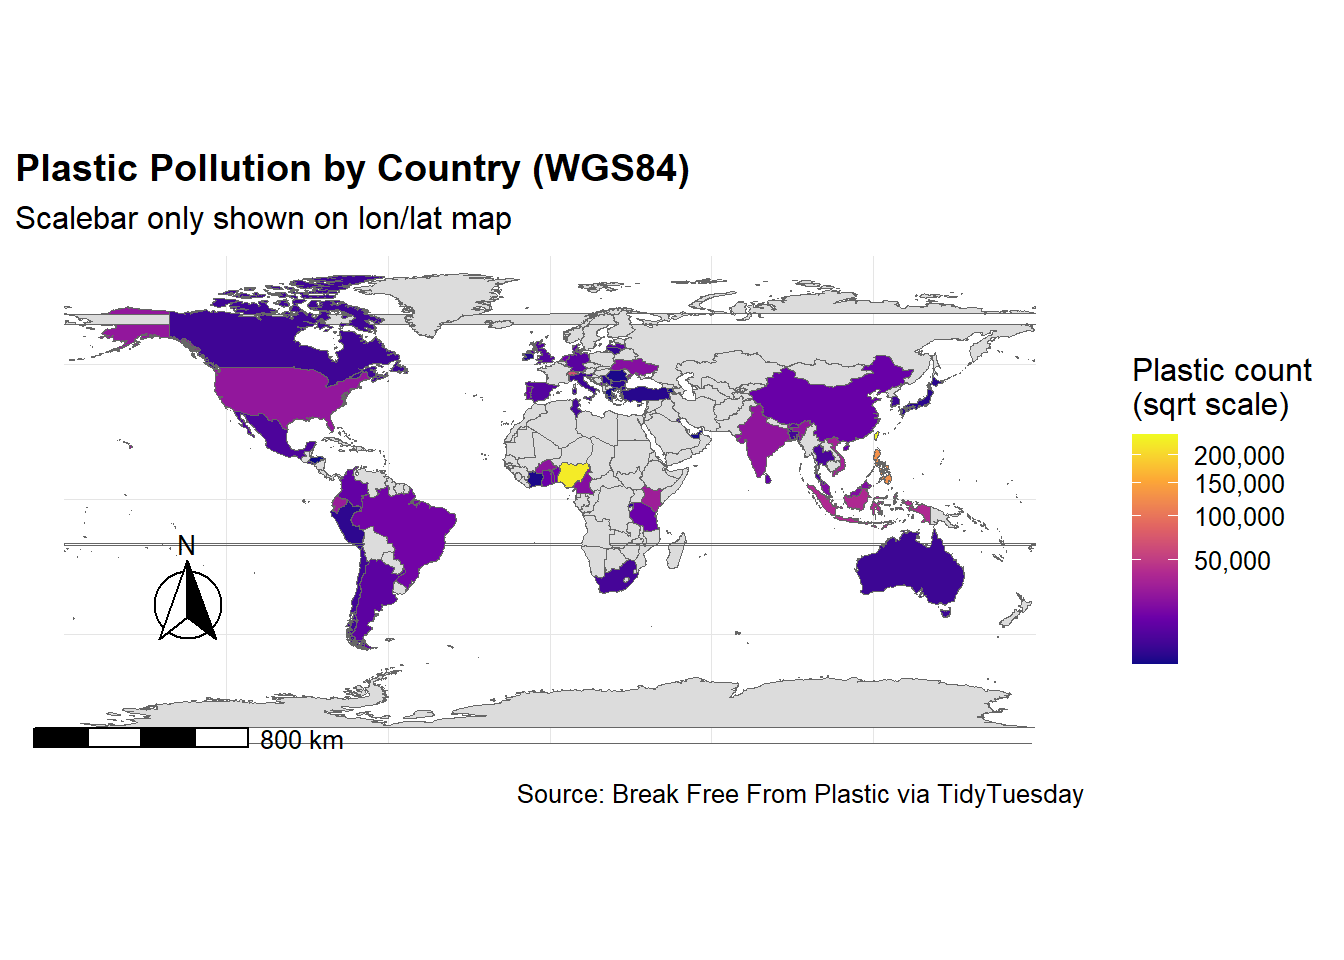 Plastic Pollution by Country (WGS84)
Scalebar only shown on lon/lat map
Plastic count
(sqrt scale)
200,000
150,000
100,000
50,000
N
800 km
Source: Break Free From Plastic via TidyTuesday